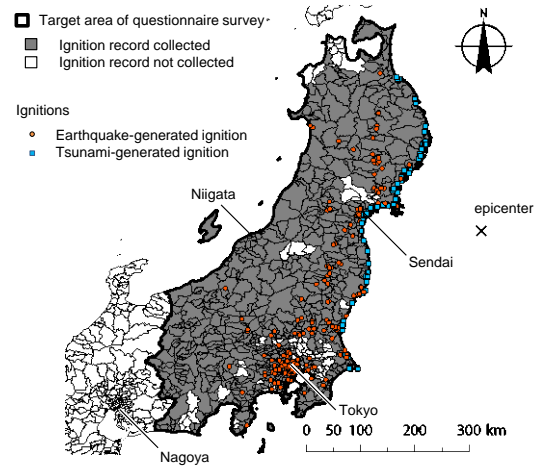 Target area of questionnaire survey
Ignition record collected
Ignition record not collected
Ignitions
Earthquake-generated ignition
Tsunami-generated ignition
N
Niigata
epicenter
Sendai
Tokyo
Nagoya
0 50 100 200 300 km